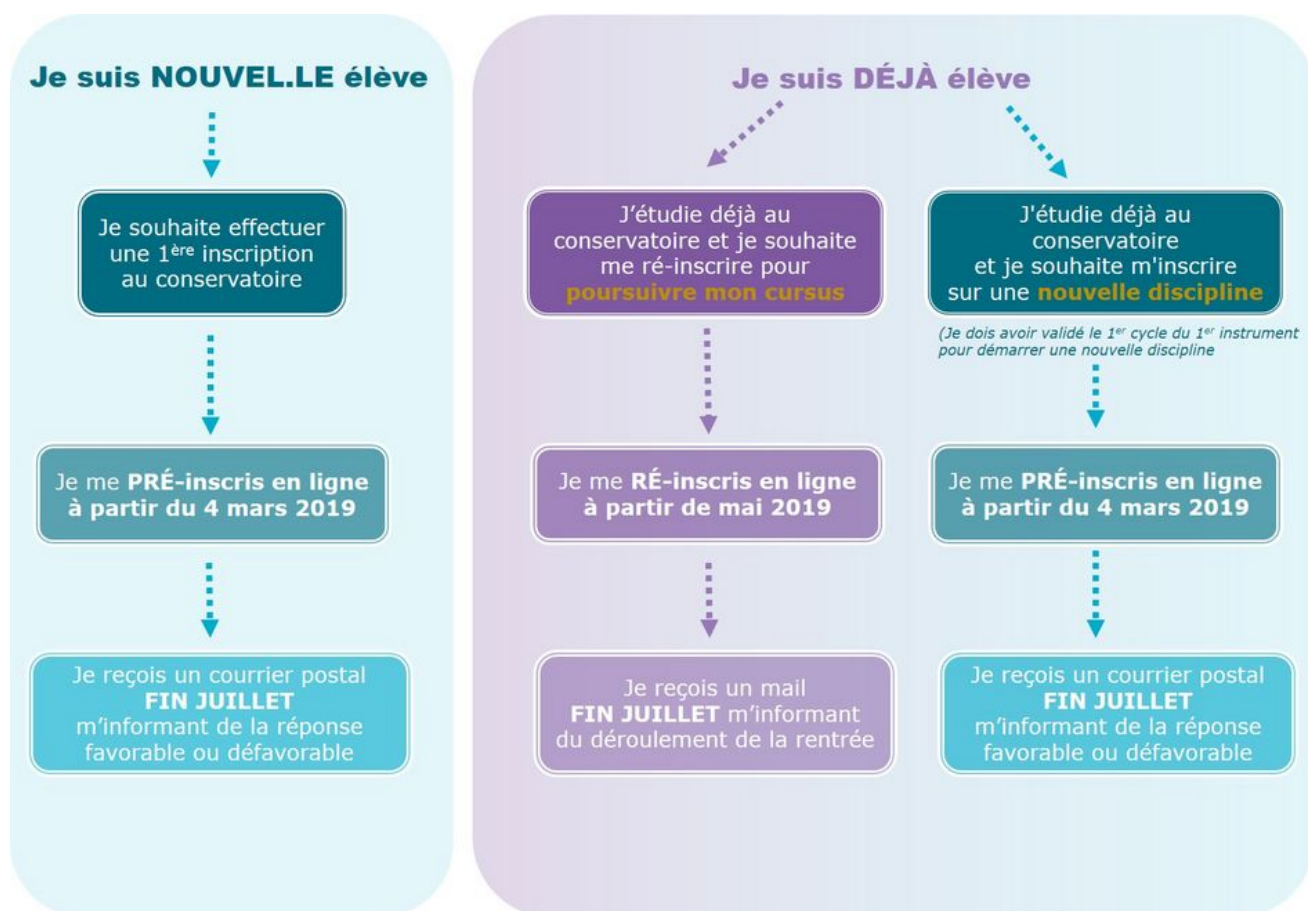 Je suis NOUVEL.LE élève
Je souhaite effectuer
une 1ère inscription
au conservatoire
Je me PRÉ-inscris en ligne
à partir du 4 mars 2019
Je reçois un courrier postal
FIN JUILLET
m'informant de la réponse
favorable ou défavorable
Je suis DÉJÀ élève
J'étudie déjà au
conservatoire et je souhaite
me ré-inscrire pour
poursuivre mon cursus
Je me RÉ-inscris en ligne
à partir de mai 2019
Je reçois un mail
FIN JUILLET m'informant
du déroulement de la rentrée
J'étudie déjà au
conservatoire
et je souhaite m'inscrire
sur une nouvelle discipline
(Je dois avoir validé le 1er cycle du 1er instrument
pour démarrer une nouvelle discipline
Je me PRÉ-inscris en ligne
à partir du 4 mars 2019
Je reçois un courrier postal
FIN JUILLET
m'informant de la réponse
favorable ou défavorable